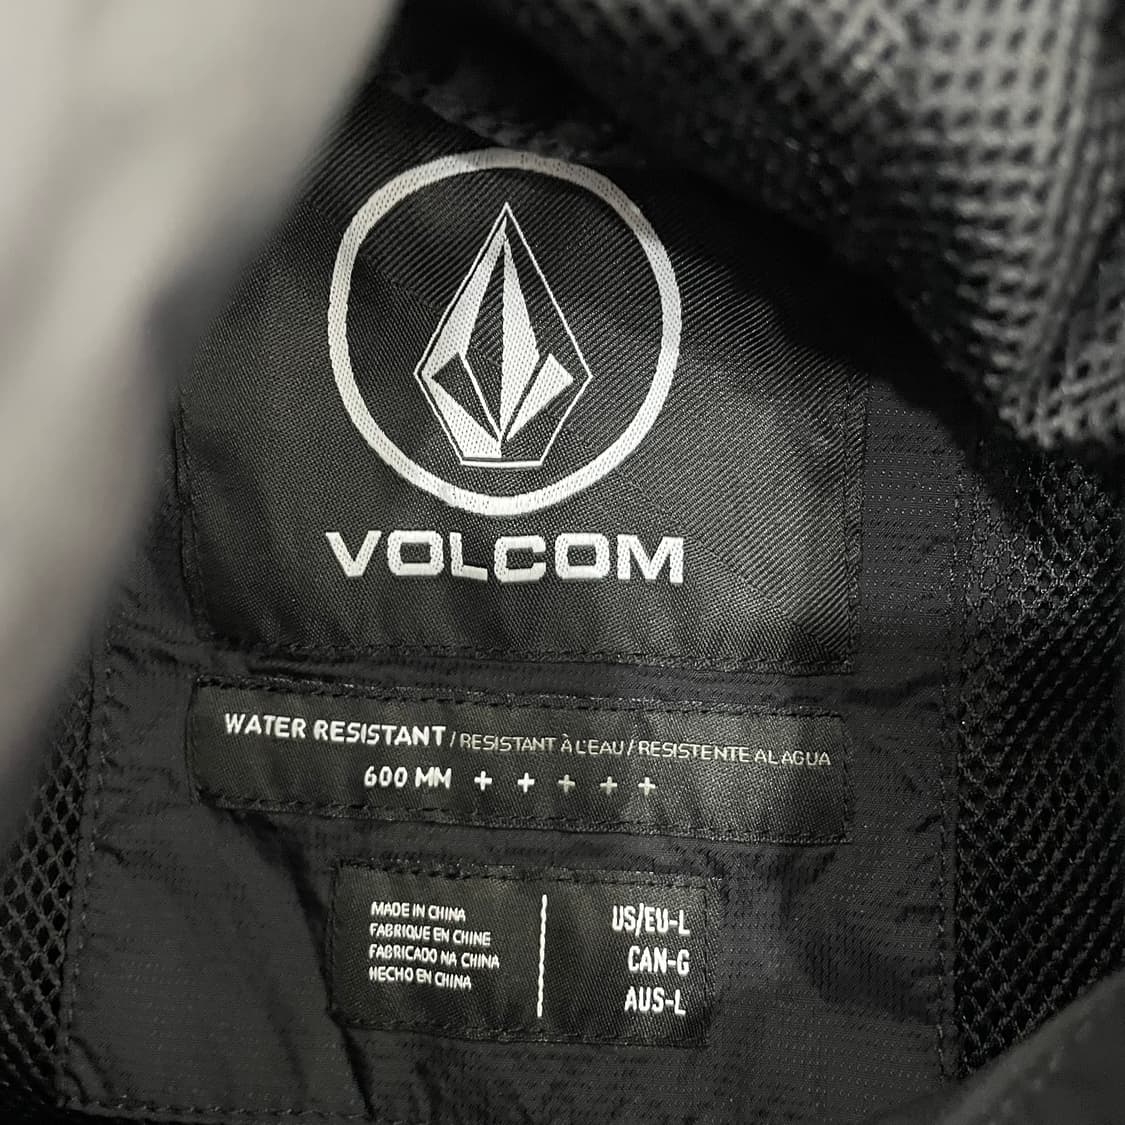 VOLCOM
WATER RESISTANT / RESISTANT À L'EAU / RESISTENTE AL AGUA
600 MM + + + + +
MADE IN CHINA
FABRIQUE EN CHINE
FABRICADO NA CHINA
HECHO EN CHINA
US/EU-L
CAN-G
AUS-L